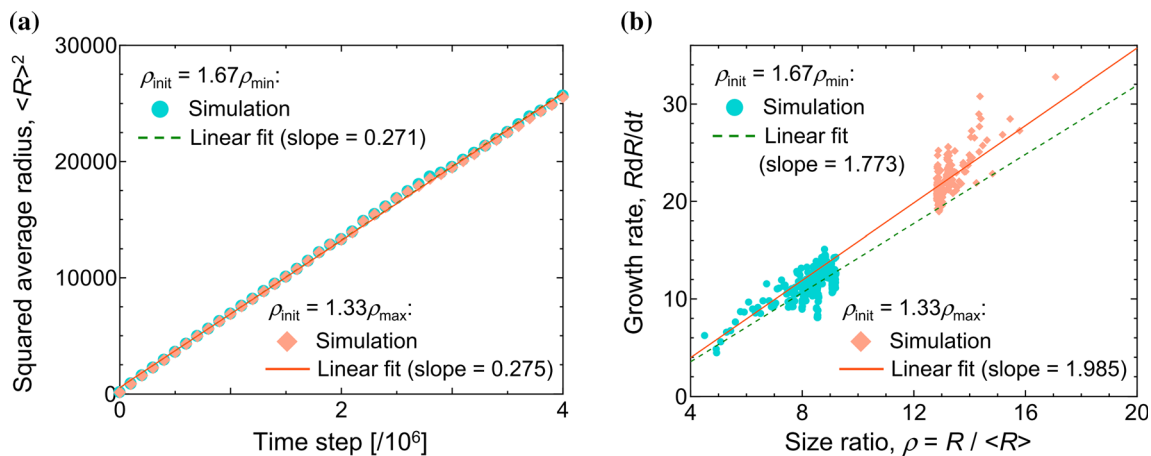 (a)
Squared average radius, <R>²
30000
20000
10000
0
ρinit = 1.67ρmin:
Simulation
Linear fit (slope = 0.271)
ρinit = 1.33ρmax:
Simulation
Linear fit (slope = 0.275)
0
2
4
Time step [/10⁶]
(b)
Growth rate, RdR/dt
30
20
10
0
ρinit = 1.67ρmin:
Simulation
Linear fit
(slope = 1.773)
ρinit = 1.33ρmax:
Simulation
Linear fit (slope = 1.985)
4
8
12
16
20
Size ratio, ρ = R / <R>